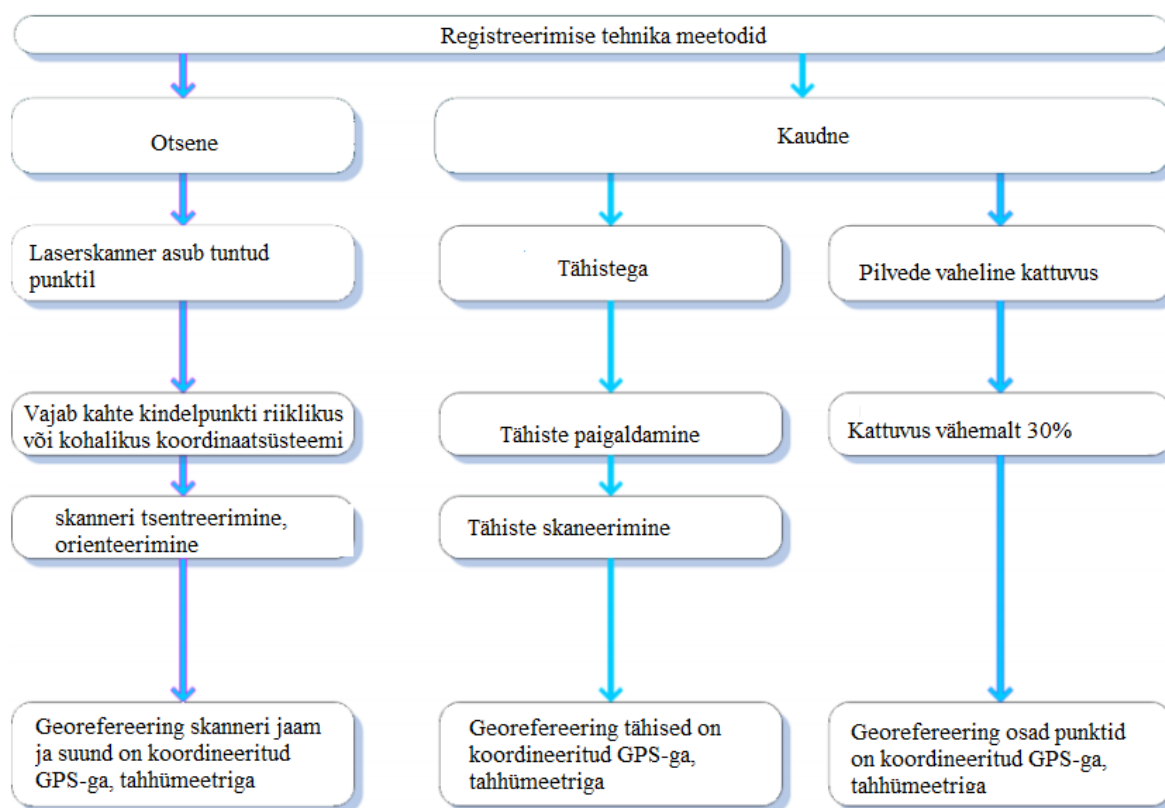 Registreerimise tehnika meetodid
Otsene
Kaudne
Laserskanner asub tuntud
punktil
Tähistega
Pilvede vaheline kattuvus
Vajab kahte kindelpunkti riiklikus
või kohalikus koordinaatsüsteemi
Tähiste paigaldamine
Kattuvus vähemalt 30%
skanneri tsentreerimine,
orienteerimine
Tähiste skaneerimine
Georefereering skanneri jaam
ja suund on koordineeritud
GPS-ga, tahhümeetriga
Georefereering tähised on
koordineeritud GPS-ga,
tahhümeetriga
Georefereering osad punktid
on koordineeritud GPS-ga,
tahhümeetriga